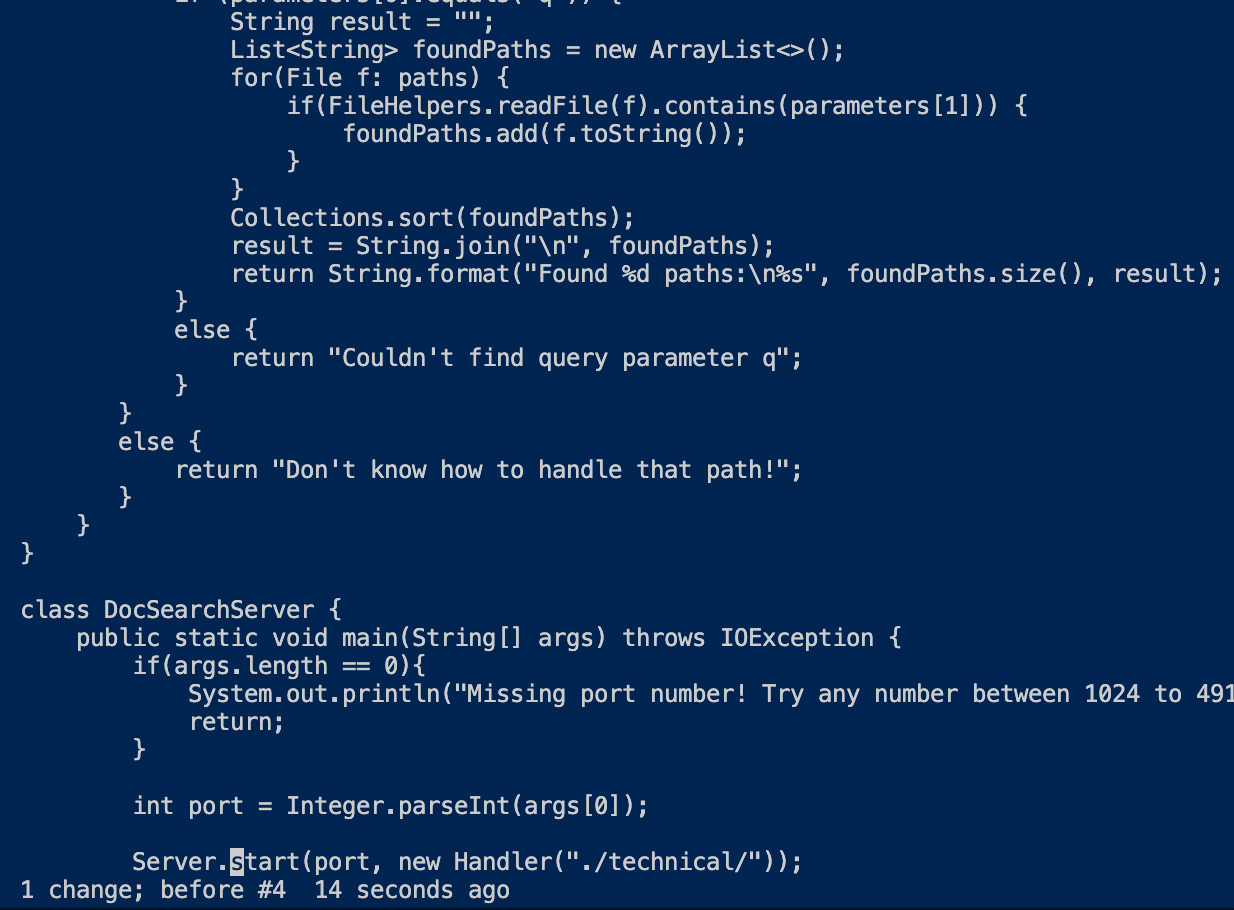 if (parameters[0].equals("q")) {
                String result = "";
                List<String> foundPaths = new ArrayList<>();
                for(File f: paths) {
                    if(FileHelpers.readFile(f).contains(parameters[1])) {
                        foundPaths.add(f.toString());
                    }
                }
                Collections.sort(foundPaths);
                result = String.join("\n", foundPaths);
                return String.format("Found %d paths:\n%s", foundPaths.size(), result);
            }
            else {
                return "Couldn't find query parameter q";
            }
        }
        else {
            return "Don't know how to handle that path!";
        }
    }
}

class DocSearchServer {
    public static void main(String[] args) throws IOException {
        if(args.length == 0){
            System.out.println("Missing port number! Try any number between 1024 to 491
            return;
        }

        int port = Integer.parseInt(args[0]);

        Server.start(port, new Handler("./technical/"));
1 change; before #4  14 seconds ago